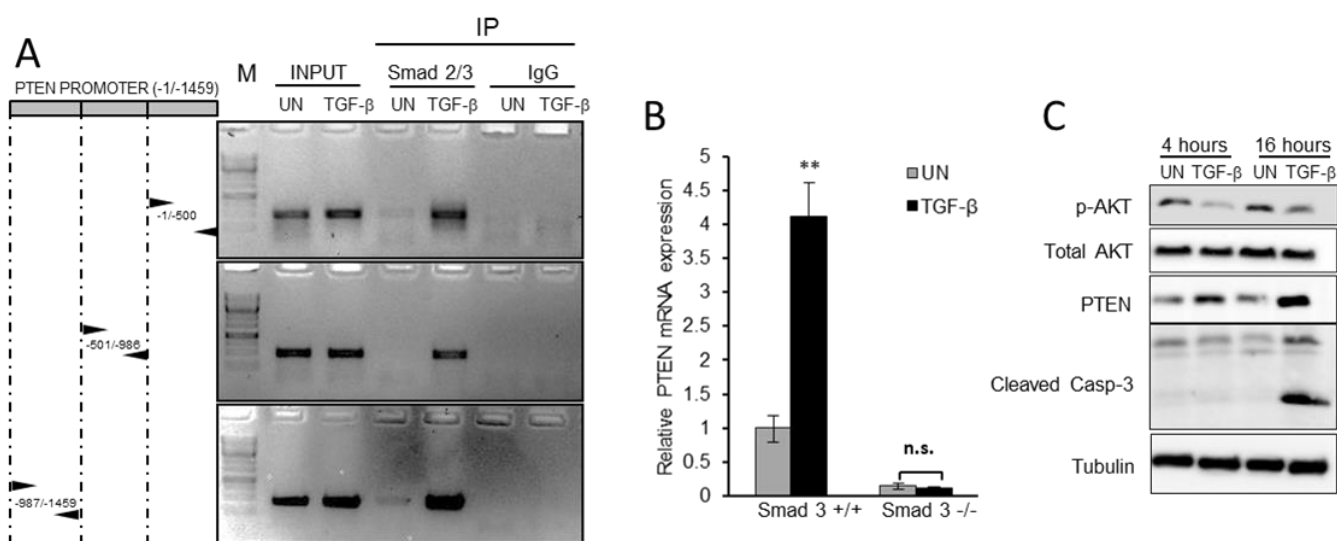 A
IP
PTEN PROMOTER (-1/-1459)
M
INPUT
Smad 2/3
IgG
UN TGF-β UN TGF-β UN TGF-β
-1/-500
-501/-986
-987/-1459
B
Relative PTEN mRNA expression
5
4.5
4
3.5
3
2.5
2
1.5
1
0.5
0
**
UN
TGF-β
n.s.
Smad 3 +/+
Smad 3 -/-
C
4 hours 16 hours
UN TGF-β UN TGF-β
p-AKT
Total AKT
PTEN
Cleaved Casp-3
Tubulin